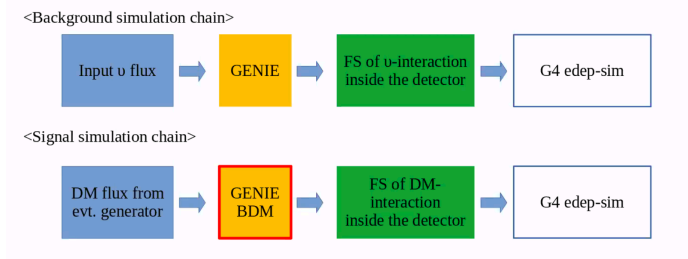 <Background simulation chain>
Input υ flux
GENIE
FS of υ-interaction
inside the detector
G4 edep-sim
<Signal simulation chain>
DM flux from
evt. generator
GENIE
BDM
FS of DM-
interaction
inside the detector
G4 edep-sim